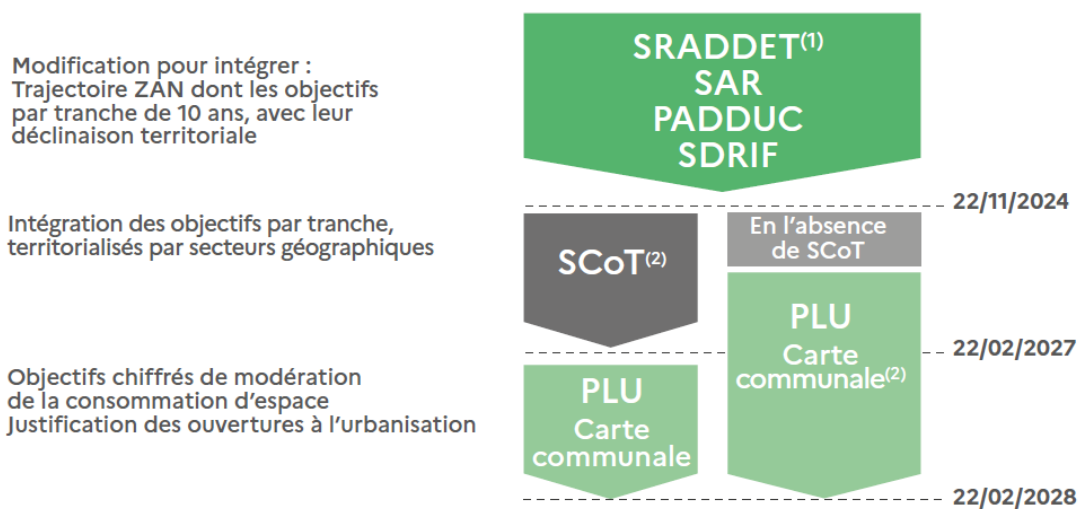 Modification pour intégrer :
Trajectoire ZAN dont les objectifs
par tranche de 10 ans, avec leur
déclinaison territoriale
SRADDET(1)
SAR
PADDUC
SDRIF
22/11/2024
Intégration des objectifs par tranche,
territorialisés par secteurs géographiques
SCoT(2)
En l'absence
de SCoT
PLU
Carte
communale(2)
22/02/2027
Objectifs chiffrés de modération
de la consommation d'espace
Justification des ouvertures à l'urbanisation
PLU
Carte
communale
22/02/2028